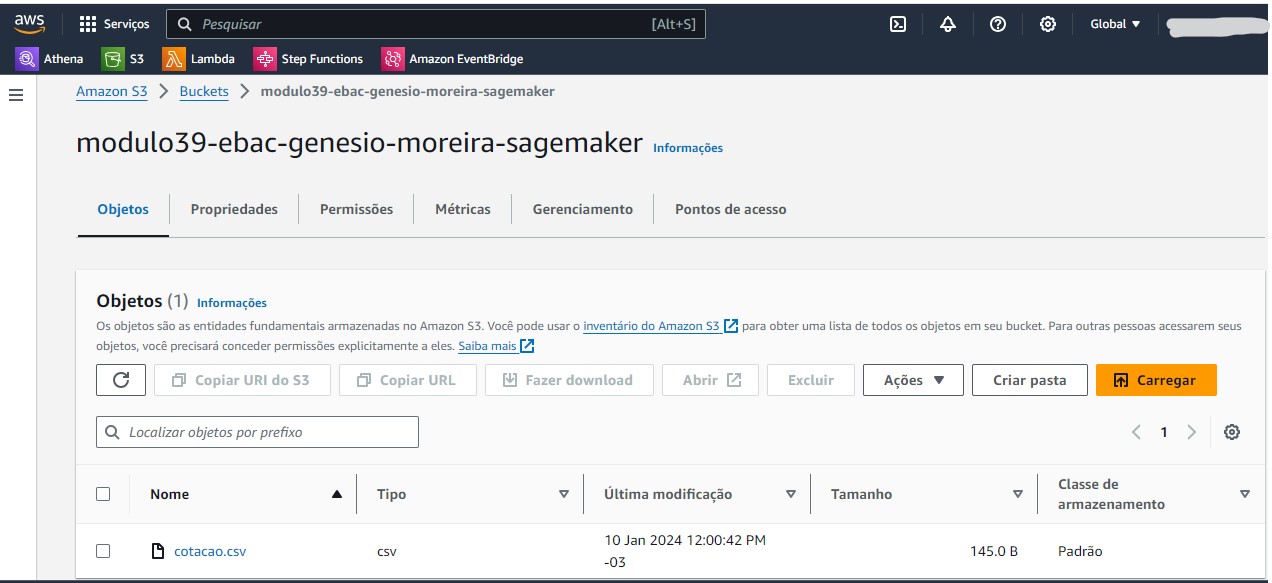 aws Serviços Pesquisar [Alt+S] Global
Athena S3 Lambda Step Functions Amazon EventBridge
Amazon S3 Buckets modulo39-ebac-genesio-moreira-sagemaker
modulo39-ebac-genesio-moreira-sagemaker Informações
Objetos Propriedades Permissões Métricas Gerenciamento Pontos de acesso
Objetos (1) Informações
Os objetos são as entidades fundamentais armazenadas no Amazon S3. Você pode usar o inventário do Amazon S3 para obter uma lista de todos os objetos em seu bucket. Para outras pessoas acessarem seus
objetos, você precisará conceder permissões explicitamente a eles. Saiba mais
Copiar URI do S3 Copiar URL Fazer download Abrir Excluir Ações Criar pasta Carregar
Localizar objetos por prefixo 1
Nome Tipo Última modificação Tamanho Classe de
armazenamento
cotacao.csv csv 10 Jan 2024 12:00:42 PM 145.0 B Padrão
-03